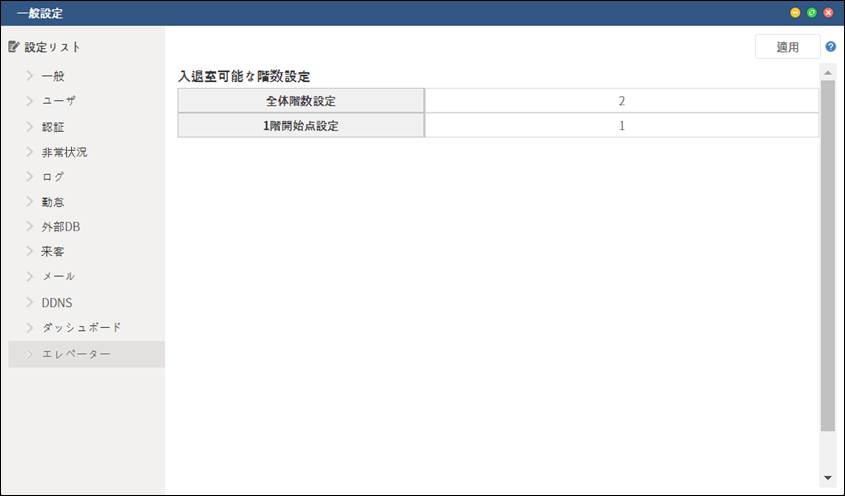 一般設定
設定リスト
一般
ユーザ
認証
非常状況
ログ
勤怠
外部DB
来客
メール
DDNS
ダッシュボード
エレベーター
適用
?
入退室可能な階数設定
全体階数設定 2
1階開始点設定 1